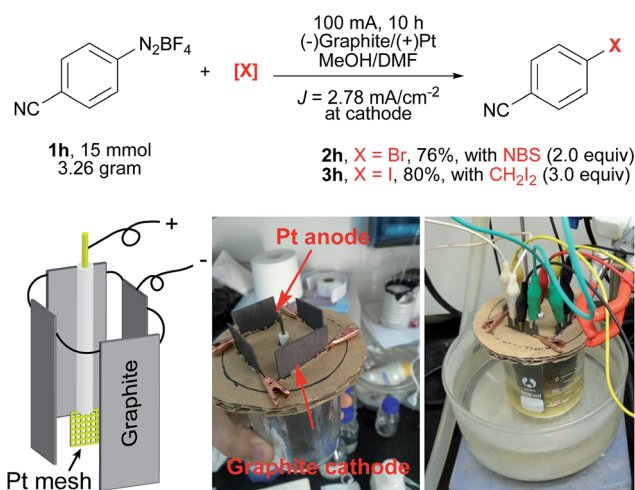 100 mA, 10 h
(-)Graphite/(+)Pt
MeOH/DMF
J = 2.78 mA/cm-2
at cathode
N2BF4
+
[X]
X
NC
NC
1h, 15 mmol
3.26 gram
2h, X = Br, 76%, with NBS (2.0 equiv)
3h, X = I, 80%, with CH2I2 (3.0 equiv)
+
-
Graphite
Pt mesh
Pt anode
Graphite cathode